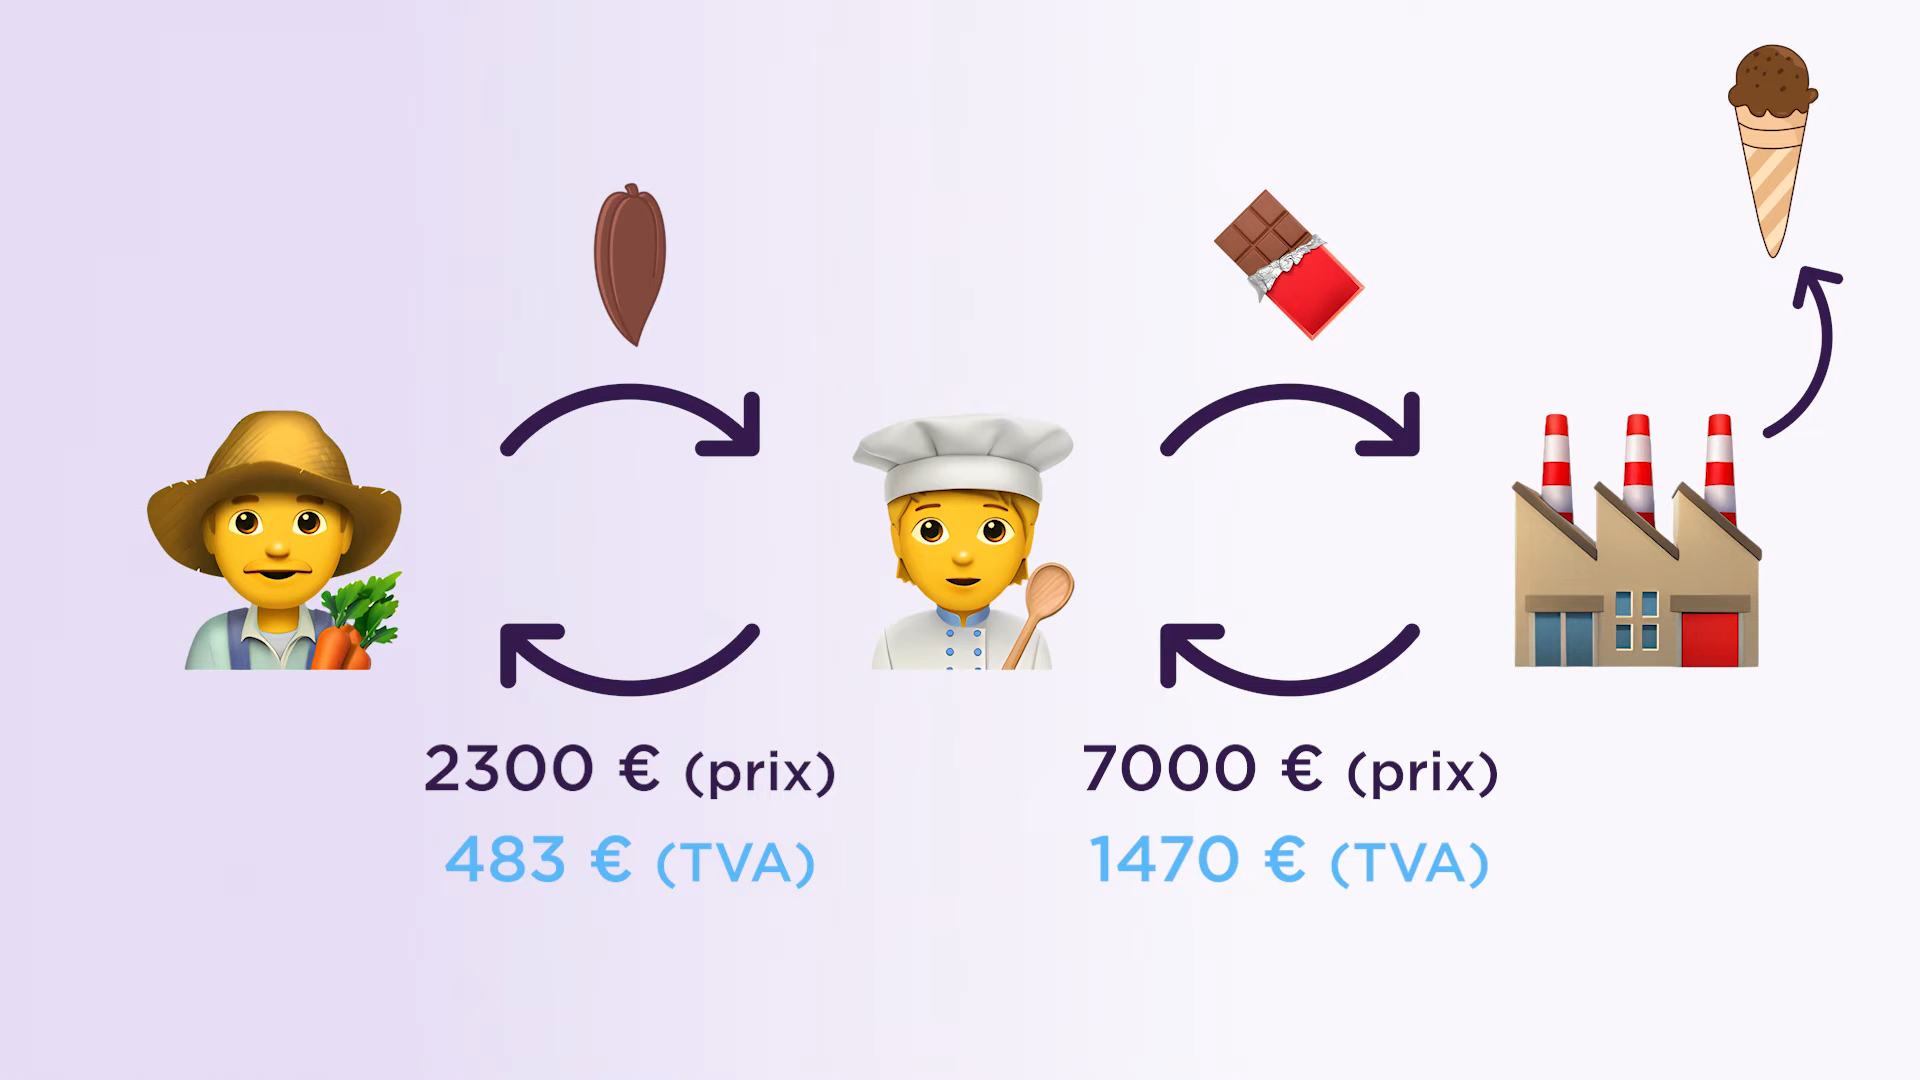 2300 € (prix)
483 € (TVA)
7000 € (prix)
1470 € (TVA)